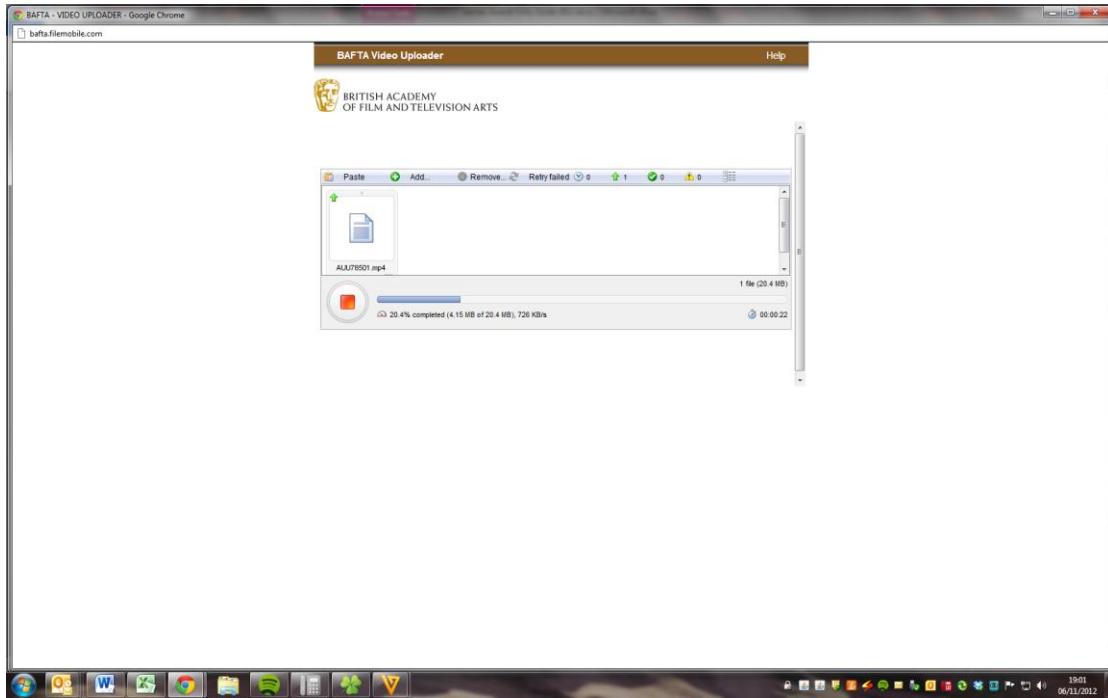 BAFTA - VIDEO UPLOADER - Google Chrome
bafta.filemobile.com
BAFTA Video Uploader Help
BRITISH ACADEMY
OF FILM AND TELEVISION ARTS
Paste Add... Remove... Retry failed 0 1 0 0
AUU78501.mp4
1 file (20.4 MB)
20.4% completed (4.15 MB of 20.4 MB), 726 KB/s 00:00:22
19:01
06/11/2012